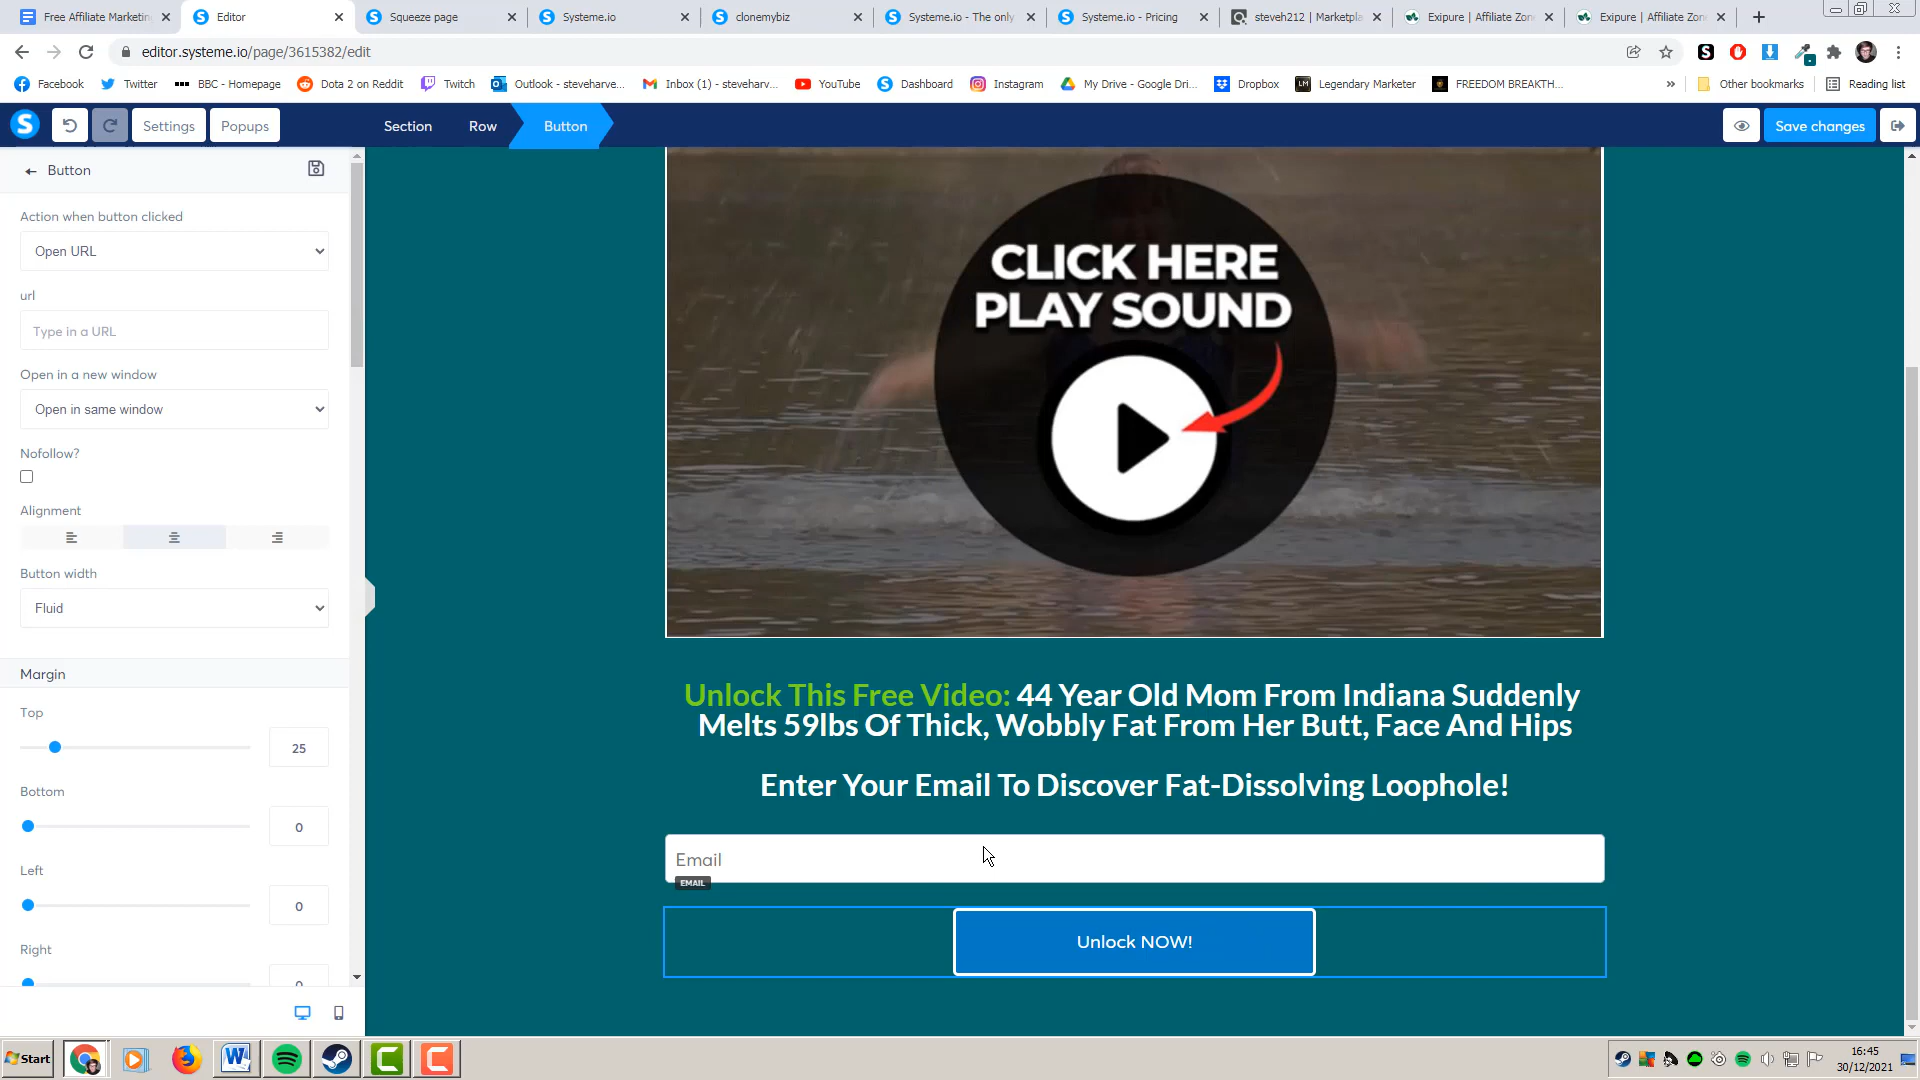 Free Affiliate Marketin
Editor
Squeeze page
Systeme.io
clonemybiz
Systeme.io - The only
Systeme.io - Pricing
steveh212 | Marketpla
Exipure | Affiliate Zon
Exipure | Affiliate Zon
editor.systeme.io/page/3615382/edit
Facebook
Twitter
BBC - Homepage
Dota 2 on Reddit
Twitch
Outlook - steveharve...
Inbox (1) - steveharv...
YouTube
Dashboard
Instagram
My Drive - Google Dri...
Dropbox
Legendary Marketer
FREEDOM BREAKTH...
»
Other bookmarks
Reading list
Settings
Popups
Section
Row
Button
Save changes
Button
Action when button clicked
Open URL
url
Type in a URL
Open in a new window
Open in same window
Nofollow?
Alignment
Button width
Fluid
Margin
Top
25
Bottom
0
Left
0
Right
0
CLICK HERE
PLAY SOUND
Unlock This Free Video: 44 Year Old Mom From Indiana Suddenly
Melts 59lbs Of Thick, Wobbly Fat From Her Butt, Face And Hips
Enter Your Email To Discover Fat-Dissolving Loophole!
Email
EMAIL
Unlock NOW!
Start
16:45
30/12/2021